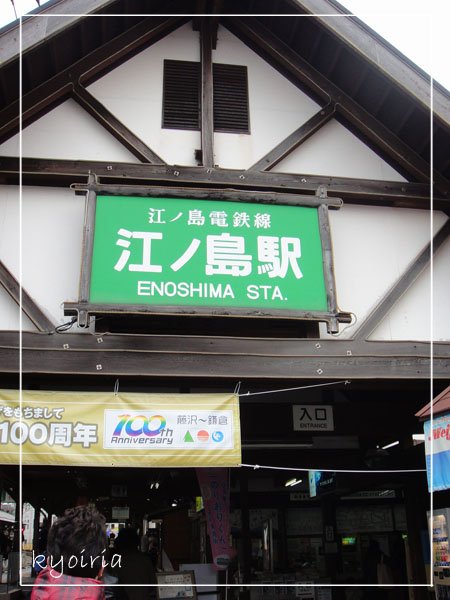 江ノ島電鉄線
江ノ島駅
ENOSHIMA STA.
をもちまして
100周年
100th
Anniversary
藤沢～鎌倉
入口
ENTRANCE
kyoiria